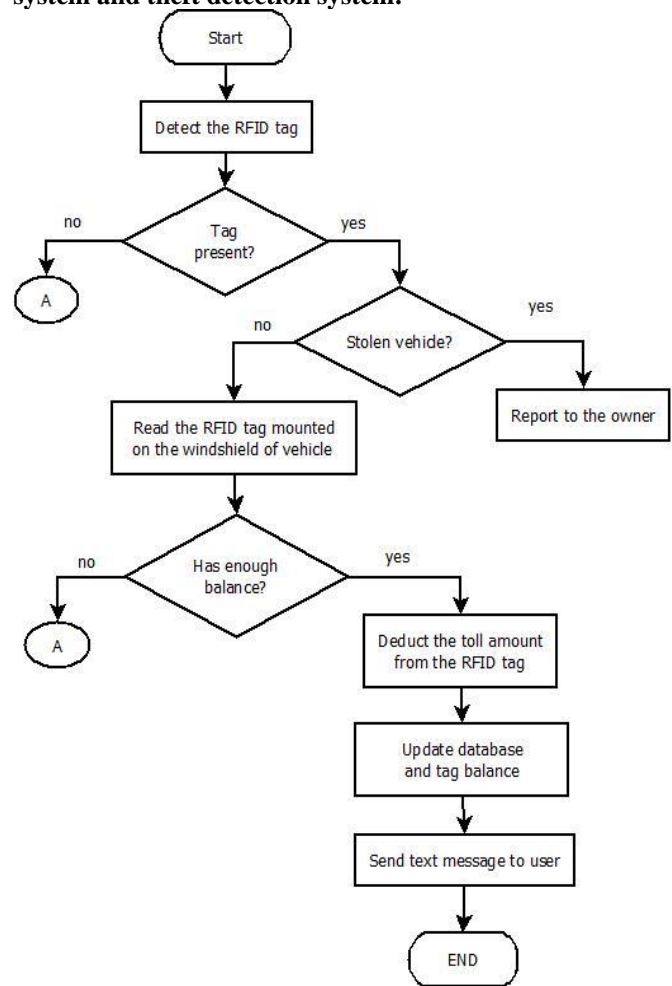 system and theft detection system:
Start
Detect the RFID tag
no
Tag
present?
yes
A
no
Stolen vehicle?
yes
Read the RFID tag mounted
on the windshield of vehicle
Report to the owner
no
Has enough
balance?
yes
A
Deduct the toll amount
from the RFID tag
Update database
and tag balance
Send text message to user
END